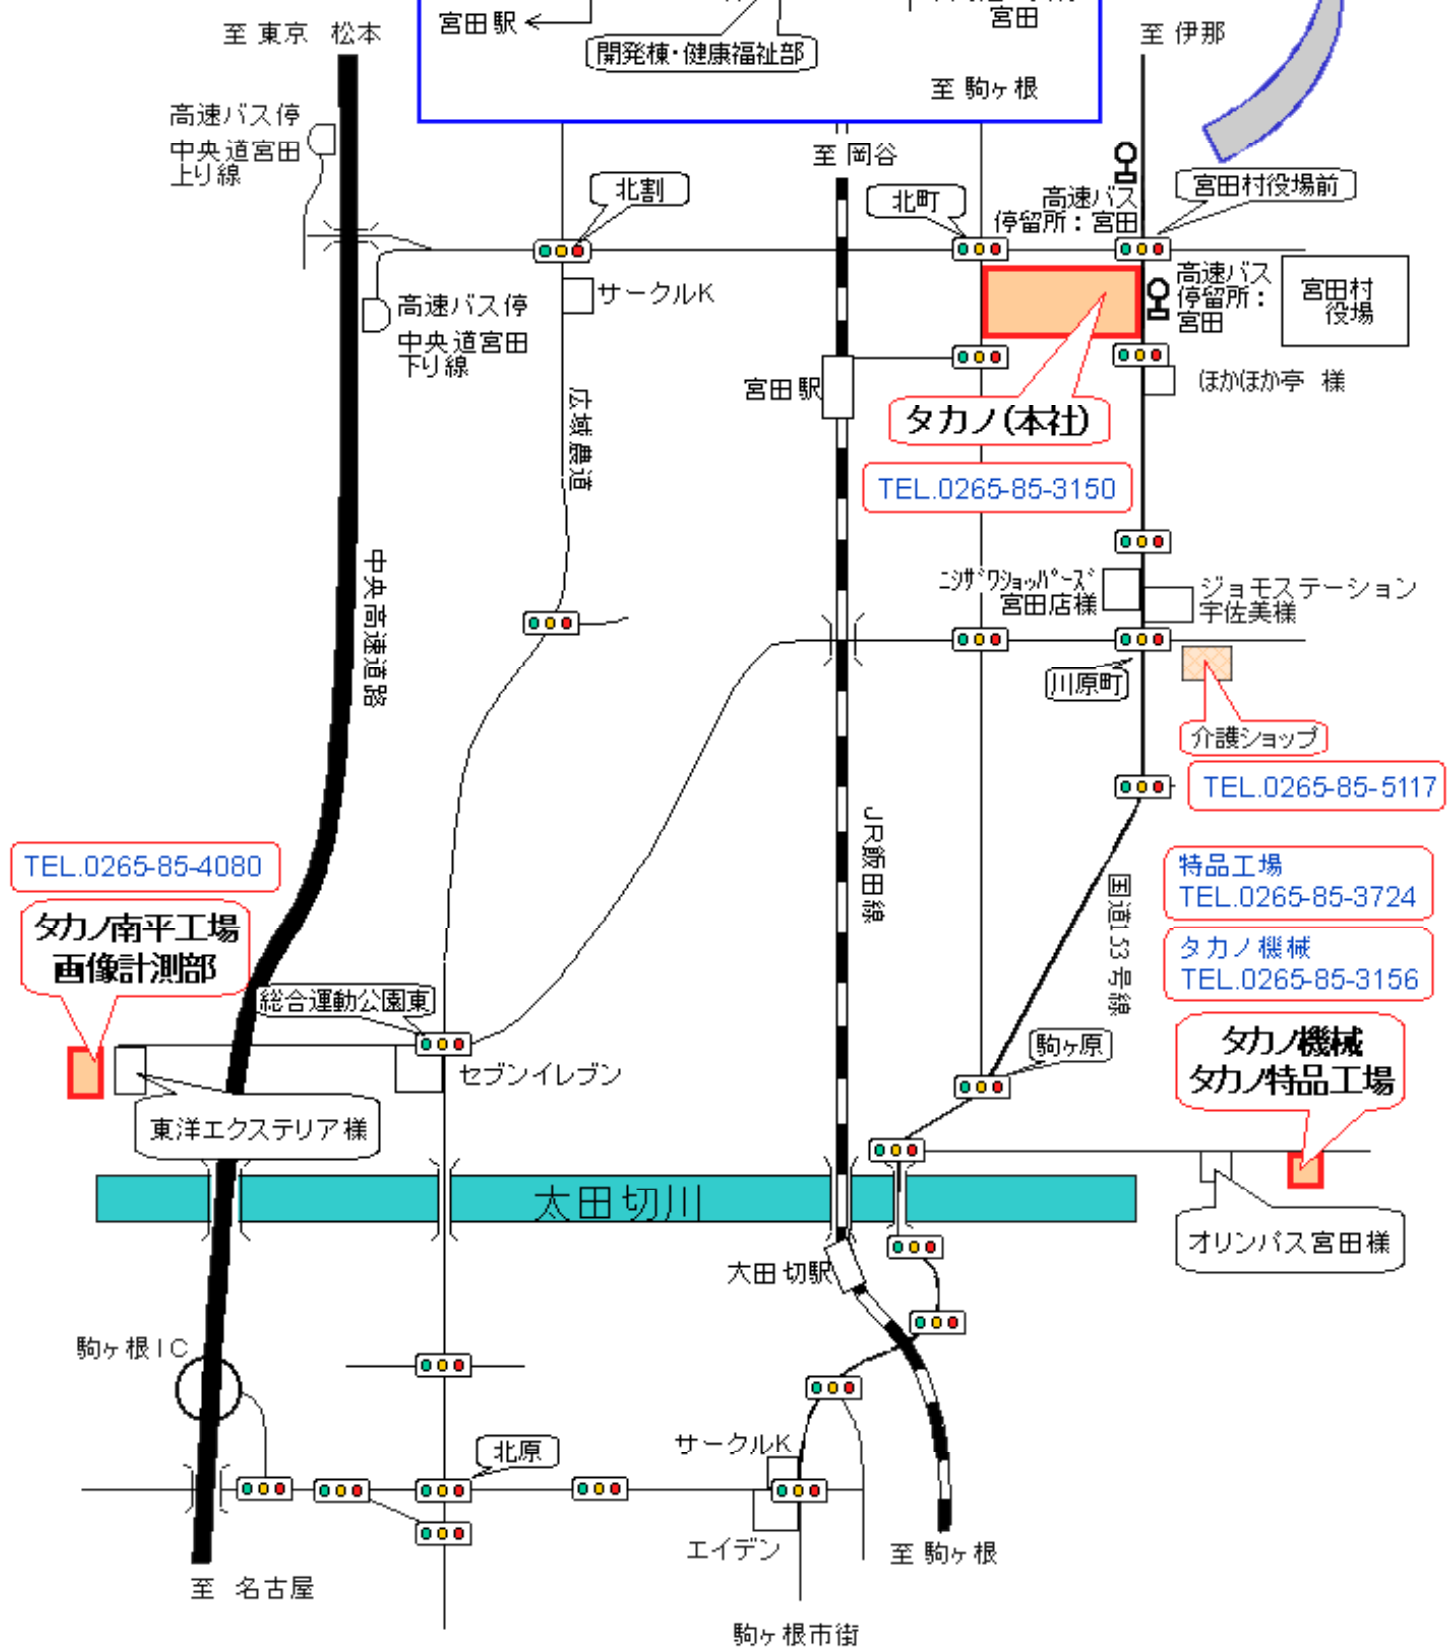 宮田駅
宮田
開発棟・健康福祉部
至 駒ヶ根
至 東京 松本
至 伊那
高速バス停
中央道宮田
上り線
至 岡谷
北割
北町
高速バス
停留所：宮田
宮田村役場前
サークルK
高速バス停
中央道宮田
下り線
高速バス
停留所：
宮田
宮田村
役場
宮田駅
ほかほか亭 様
タカノ(本社)
広域農道
TEL.0265-85-3150
中央高速道路
ﾆｼｻﾞﾜｼｮｯﾊﾟｰｽﾞ
宮田店様
ジョモステーション
宇佐美様
川原町
介護ショップ
TEL.0265-85-5117
JR飯田線
TEL.0265-85-4080
タカノ南平工場
画像計測部
国道153号線
特品工場
TEL.0265-85-3724
タカノ機械
TEL.0265-85-3156
総合運動公園東
セブンイレブン
駒ヶ原
タカノ機械
タカノ特品工場
東洋エクステリア様
太田切川
オリンパス宮田様
大田切駅
駒ヶ根IC
北原
サークルK
エイデン
至 駒ヶ根
至 名古屋
駒ヶ根市街